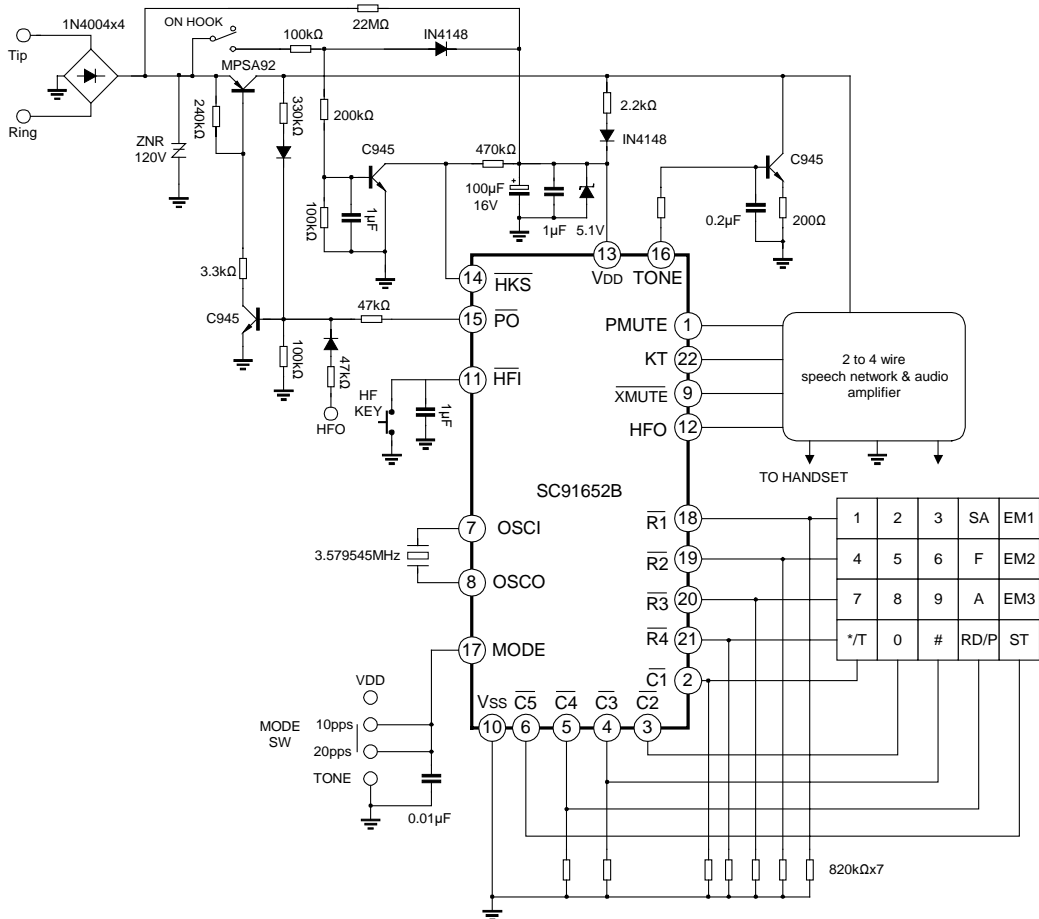 1N4004x4
Tip
Ring
ON HOOK
22MΩ
100kΩ
IN4148
MPSA92
240kΩ
330kΩ
200kΩ
ZNR
120V
C945
470kΩ
100kΩ
1μF
+
100μF
16V
1μF
5.1V
2.2kΩ
IN4148
C945
0.2μF
200Ω
3.3kΩ
C945
100kΩ
47kΩ
47kΩ
HFO
HF
KEY
1μF
14
HKS
15
PO
11
HFI
13
VDD
16
TONE
PMUTE
1
KT
22
XMUTE
9
HFO
12
2 to 4 wire
speech network & audio
amplifier
TO HANDSET
SC91652B
3.579545MHz
7
OSCI
8
OSCO
17
MODE
R1
18
R2
19
R3
20
R4
21
C1
2
VSS
10
C5
6
C4
5
C3
4
C2
3
1 2 3 SA EM1
4 5 6 F EM2
7 8 9 A EM3
*/T 0 # RD/P ST
VDD
10pps
MODE
SW
20pps
TONE
0.01μF
820kΩx7